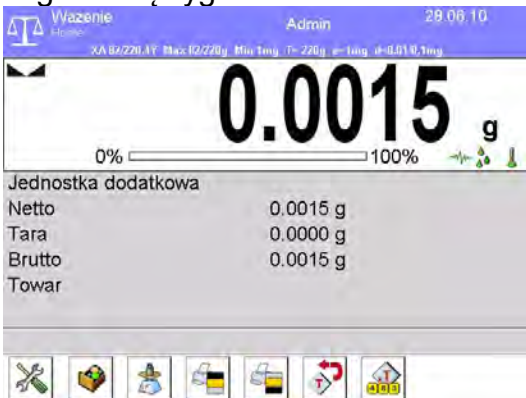 Wazenie
Home
Admin
29.06.10
XA 82/220.4Y Max 82/220g Min 1mg T=-220g e=1mg d=0.01/0.1mg
0.0015 g
0% 100%
Jednostka dodatkowa
Netto 0.0015 g
Tara 0.0000 g
Brutto 0.0015 g
Towar
T
T